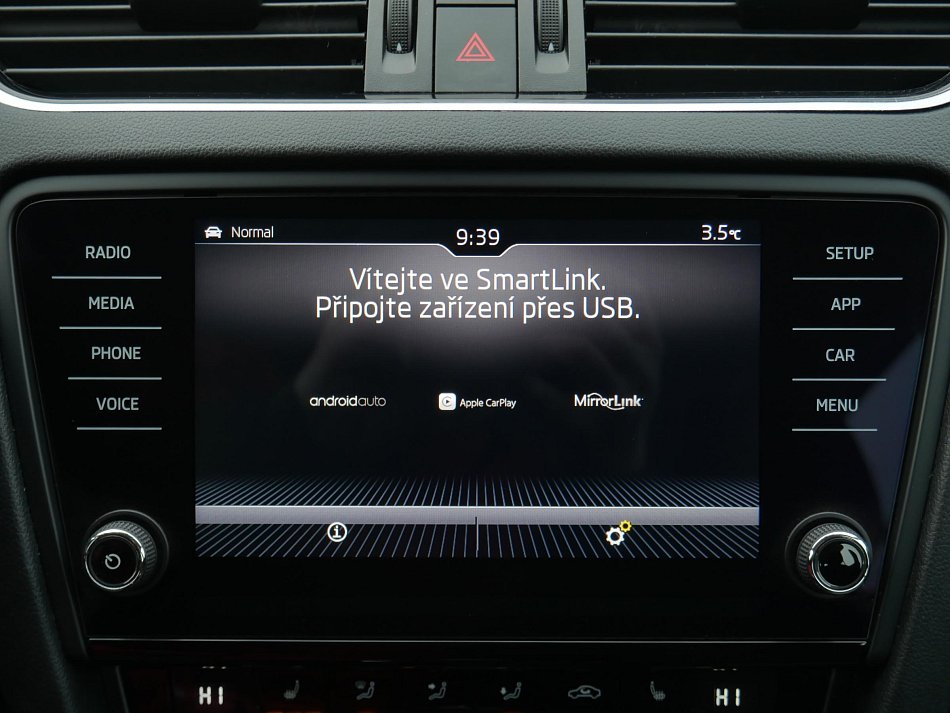 Normal
9:39
3.5°C
Vítejte ve SmartLink.
Připojte zařízení přes USB.
androidauto
Apple CarPlay
MirrorLink
RADIO
MEDIA
PHONE
VOICE
SETUP
APP
CAR
MENU
HI
HI